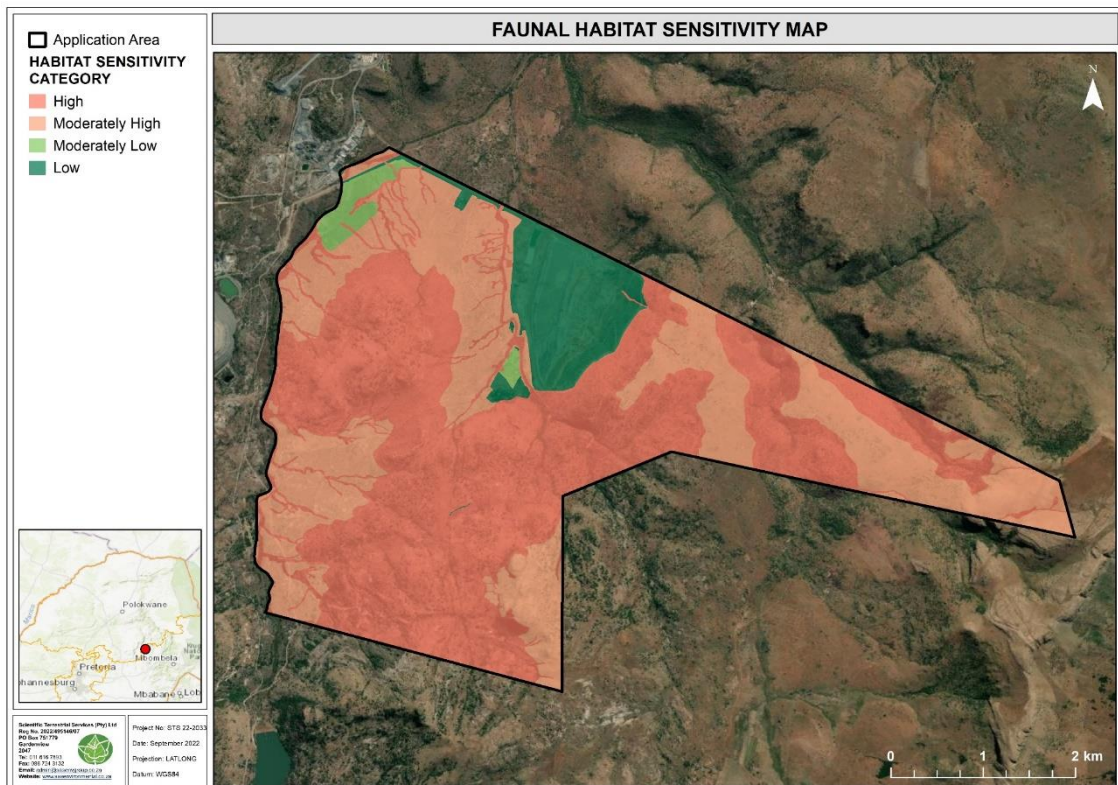 FAUNAL HABITAT SENSITIVITY MAP
Application Area
HABITAT SENSITIVITY
CATEGORY
High
Moderately High
Moderately Low
Low
N
Polokwane
Mbombela
Pretoria
Mbabane
Scientific Terrestrial Services (Pty) Ltd
PO Box 751779
Gardenview
2047
Project No: STS 22-2033
Date: September 2022
Projection: LATLONG
Datum: WGS84
0 1 2 km